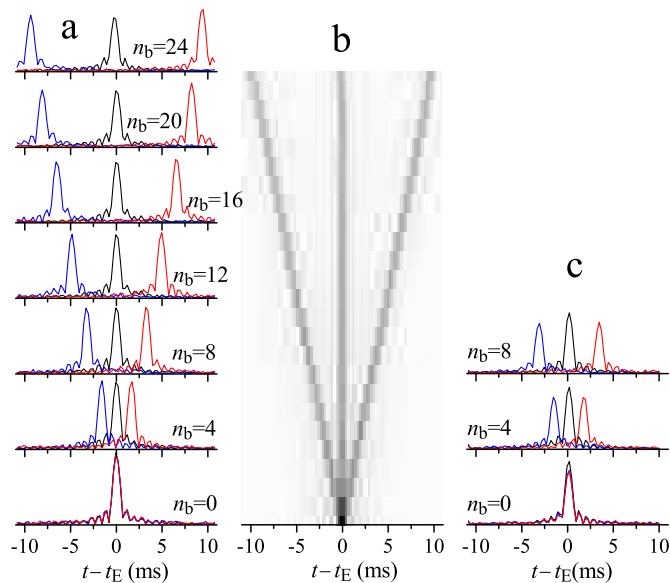 a
b
n_b=24
n_b=20
n_b=16
n_b=12
c
n_b=8
n_b=8
n_b=4
n_b=4
n_b=0
n_b=0
-10 -5 0 5 10
-10 -5 0 5 10
-10 -5 0 5 10
t−t_E (ms)
t−t_E (ms)
t−t_E (ms)